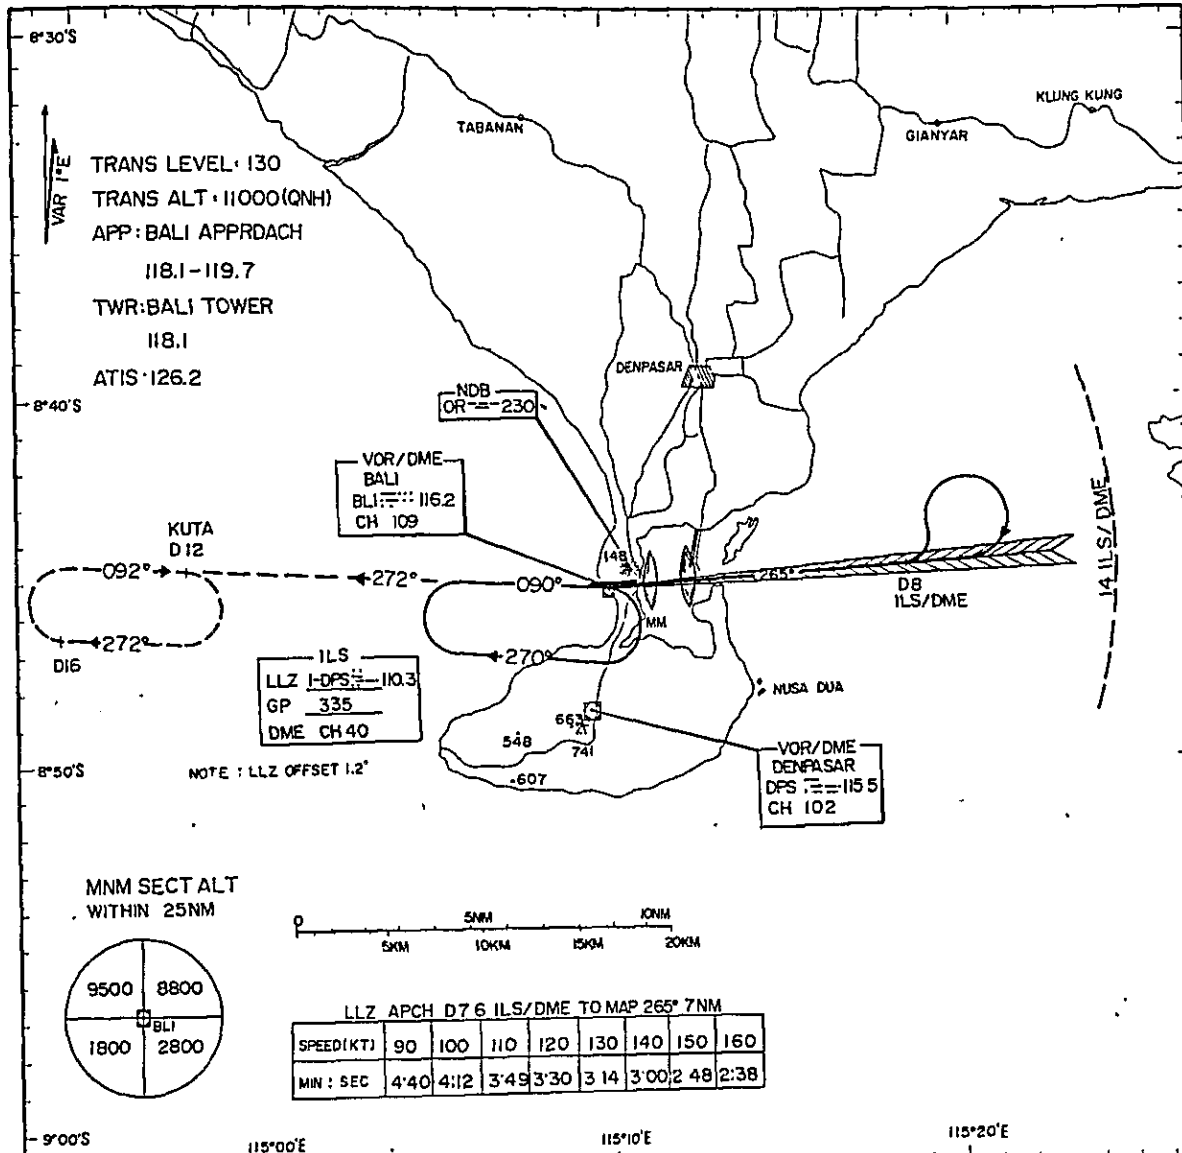 8°30'S
KLUNG KUNG
TABANAN
GIANYAR
VAR 1°E
TRANS LEVEL: 130
TRANS ALT: 11000(QNH)
APP: BALI APPRDACH
118.1-119.7
TWR: BALI TOWER
118.1
ATIS 126.2
DENPASAR
8°40'S
NDB
OR 230
VOR/DME
BALI
BLI 116.2
CH 109
KUTA
D12
148
14 ILS/DME
092°
272°
090°
265°
D8
ILS/DME
MM
272°
D16
270°
ILS
LLZ I-DPS 110.3
GP 335
DME CH 40
NUSA DUA
663
548
741
607
8°50'S
NOTE : LLZ OFFSET 1.2°
VOR/DME
DENPASAR
DPS 115 5
CH 102
MNM SECT ALT
WITHIN 25NM
0 5NM 10NM
5KM 10KM 15KM 20KM
9500 8800
BLI
1800 2800
LLZ APCH D7 6 ILS/DME TO MAP 265° 7NM
SPEED(KT) 90 100 110 120 130 140 150 160
MIN : SEC 4:40 4:12 3:49 3:30 3 14 3:00 2 48 2:38
9°00'S
115°00'E
115°10'E
115°20'E